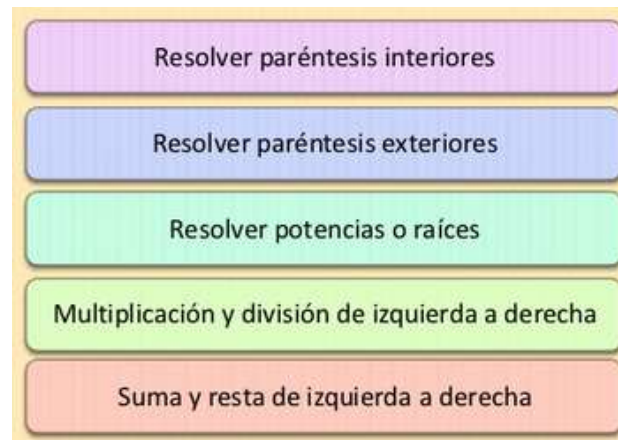 Resolver paréntesis interiores
Resolver paréntesis exteriores
Resolver potencias o raíces
Multiplicación y división de izquierda a derecha
Suma y resta de izquierda a derecha